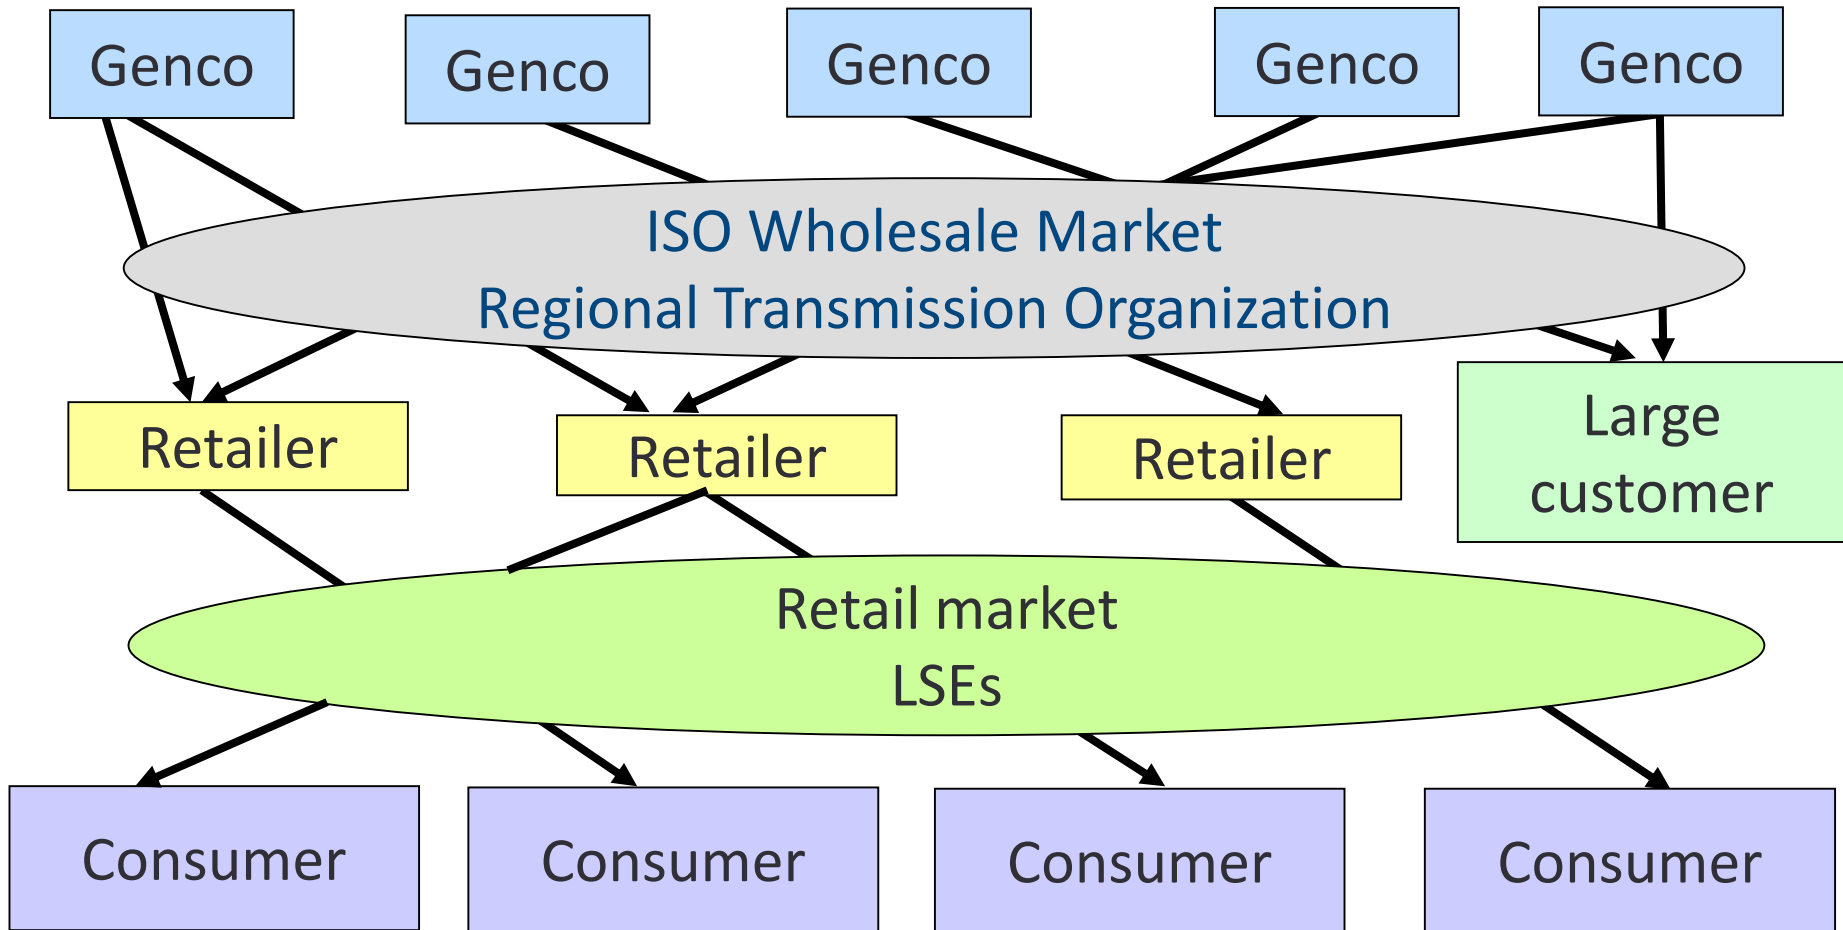 Genco
Genco
Genco
Genco
Genco
ISO Wholesale Market
Regional Transmission Organization
Retailer
Retailer
Retailer
Large
customer
Retail market
LSEs
Consumer
Consumer
Consumer
Consumer